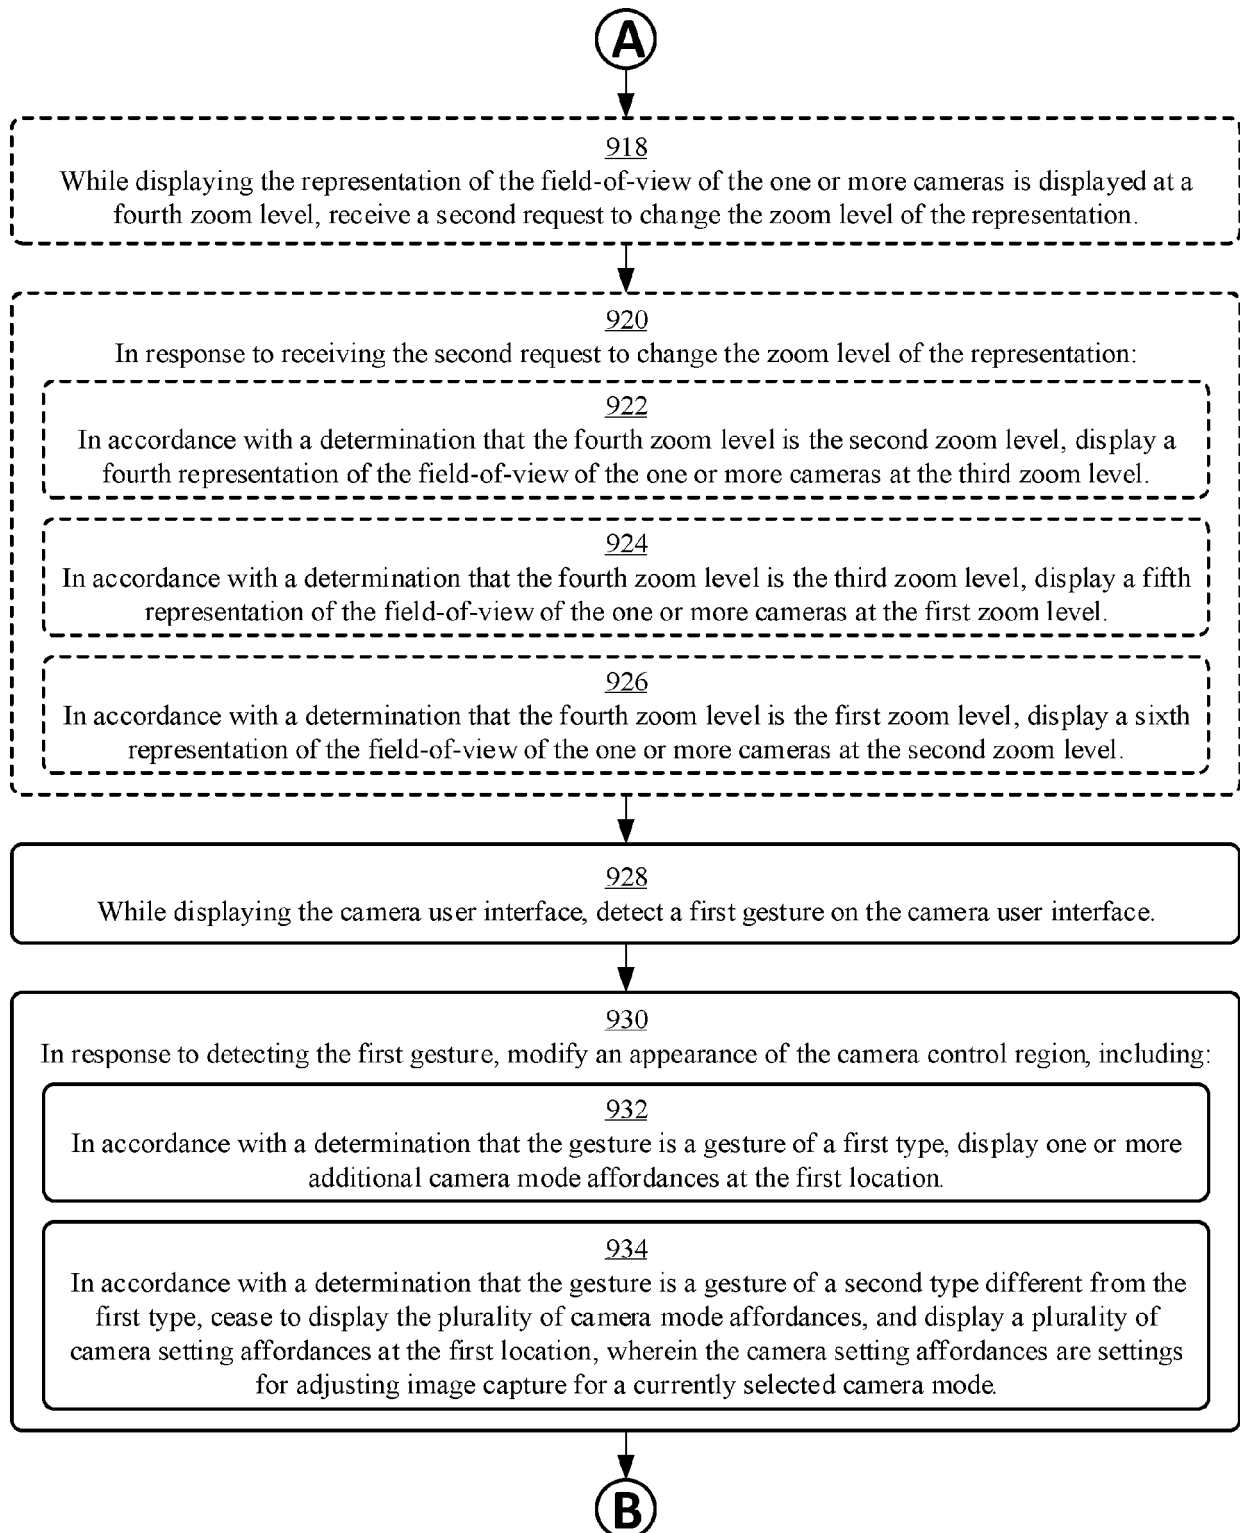 A
918
While displaying the representation of the field-of-view of the one or more cameras is displayed at a
fourth zoom level, receive a second request to change the zoom level of the representation.
920
In response to receiving the second request to change the zoom level of the representation:
922
In accordance with a determination that the fourth zoom level is the second zoom level, display a
fourth representation of the field-of-view of the one or more cameras at the third zoom level.
924
In accordance with a determination that the fourth zoom level is the third zoom level, display a fifth
representation of the field-of-view of the one or more cameras at the first zoom level.
926
In accordance with a determination that the fourth zoom level is the first zoom level, display a sixth
representation of the field-of-view of the one or more cameras at the second zoom level.
928
While displaying the camera user interface, detect a first gesture on the camera user interface.
930
In response to detecting the first gesture, modify an appearance of the camera control region, including:
932
In accordance with a determination that the gesture is a gesture of a first type, display one or more
additional camera mode affordances at the first location.
934
In accordance with a determination that the gesture is a gesture of a second type different from the
first type, cease to display the plurality of camera mode affordances, and display a plurality of
camera setting affordances at the first location, wherein the camera setting affordances are settings
for adjusting image capture for a currently selected camera mode.
B